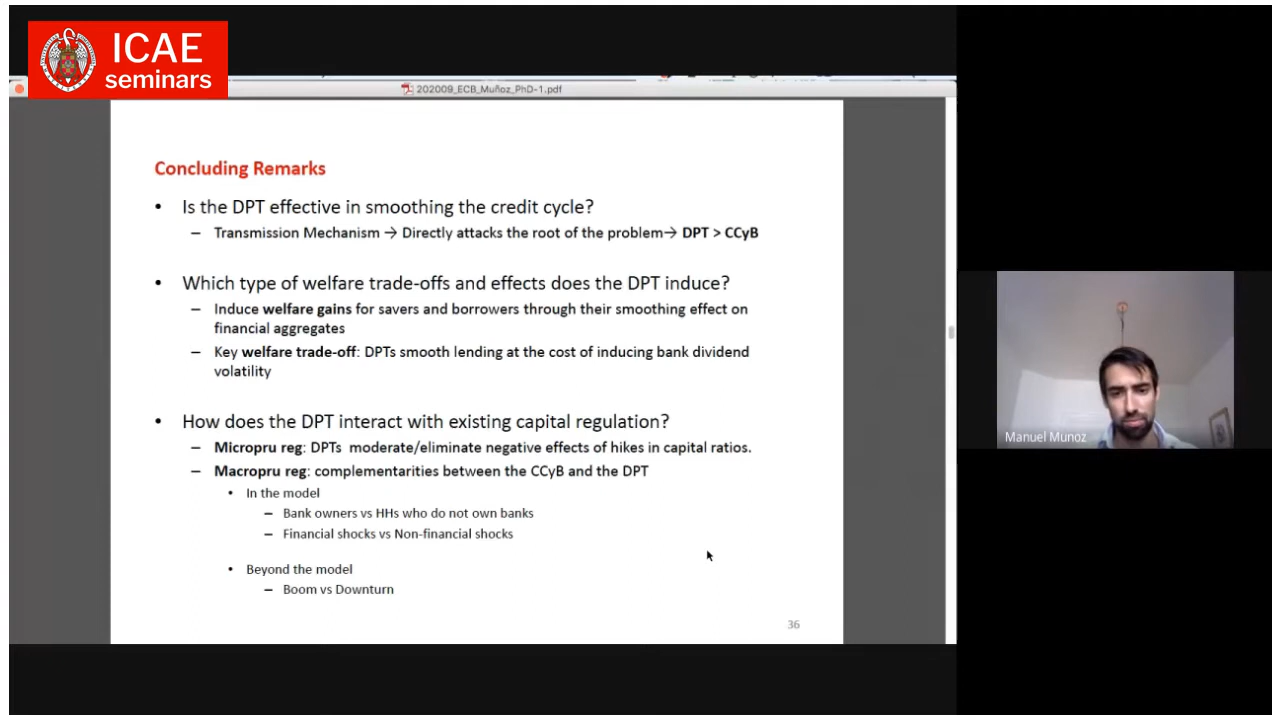 ICAE
seminars
202009_ECB_Muñoz_PhD-1.pdf
Concluding Remarks
• Is the DPT effective in smoothing the credit cycle?
– Transmission Mechanism → Directly attacks the root of the problem→ DPT > CCyB
• Which type of welfare trade-offs and effects does the DPT induce?
– Induce welfare gains for savers and borrowers through their smoothing effect on
financial aggregates
– Key welfare trade-off: DPTs smooth lending at the cost of inducing bank dividend
volatility
• How does the DPT interact with existing capital regulation?
– Micropru reg: DPTs moderate/eliminate negative effects of hikes in capital ratios.
– Macropru reg: complementarities between the CCyB and the DPT
• In the model
– Bank owners vs HHs who do not own banks
– Financial shocks vs Non-financial shocks
• Beyond the model
– Boom vs Downturn
36
Manuel Munoz